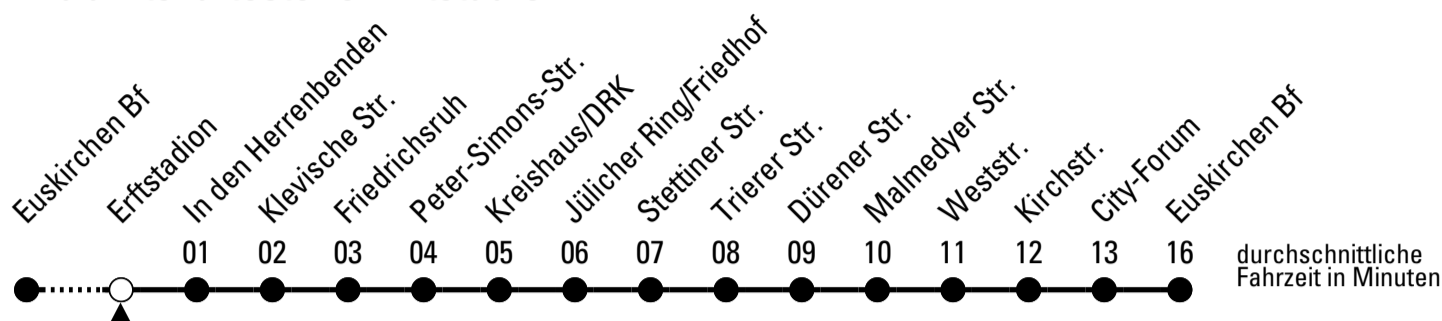 Euskirchen Bf
Erftstadion
In den Herrenbenden
Klevische Str.
Friedrichsruh
Peter-Simons-Str.
Kreishaus/DRK
Jülicher Ring/Friedhof
Stettiner Str.
Trierer Str.
Dürener Str.
Malmedyer Str.
Weststr.
Kirchstr.
City-Forum
Euskirchen Bf
01 02 03 04 05 06 07 08 09 10 11 12 13 16
durchschnittliche
Fahrzeit in Minuten